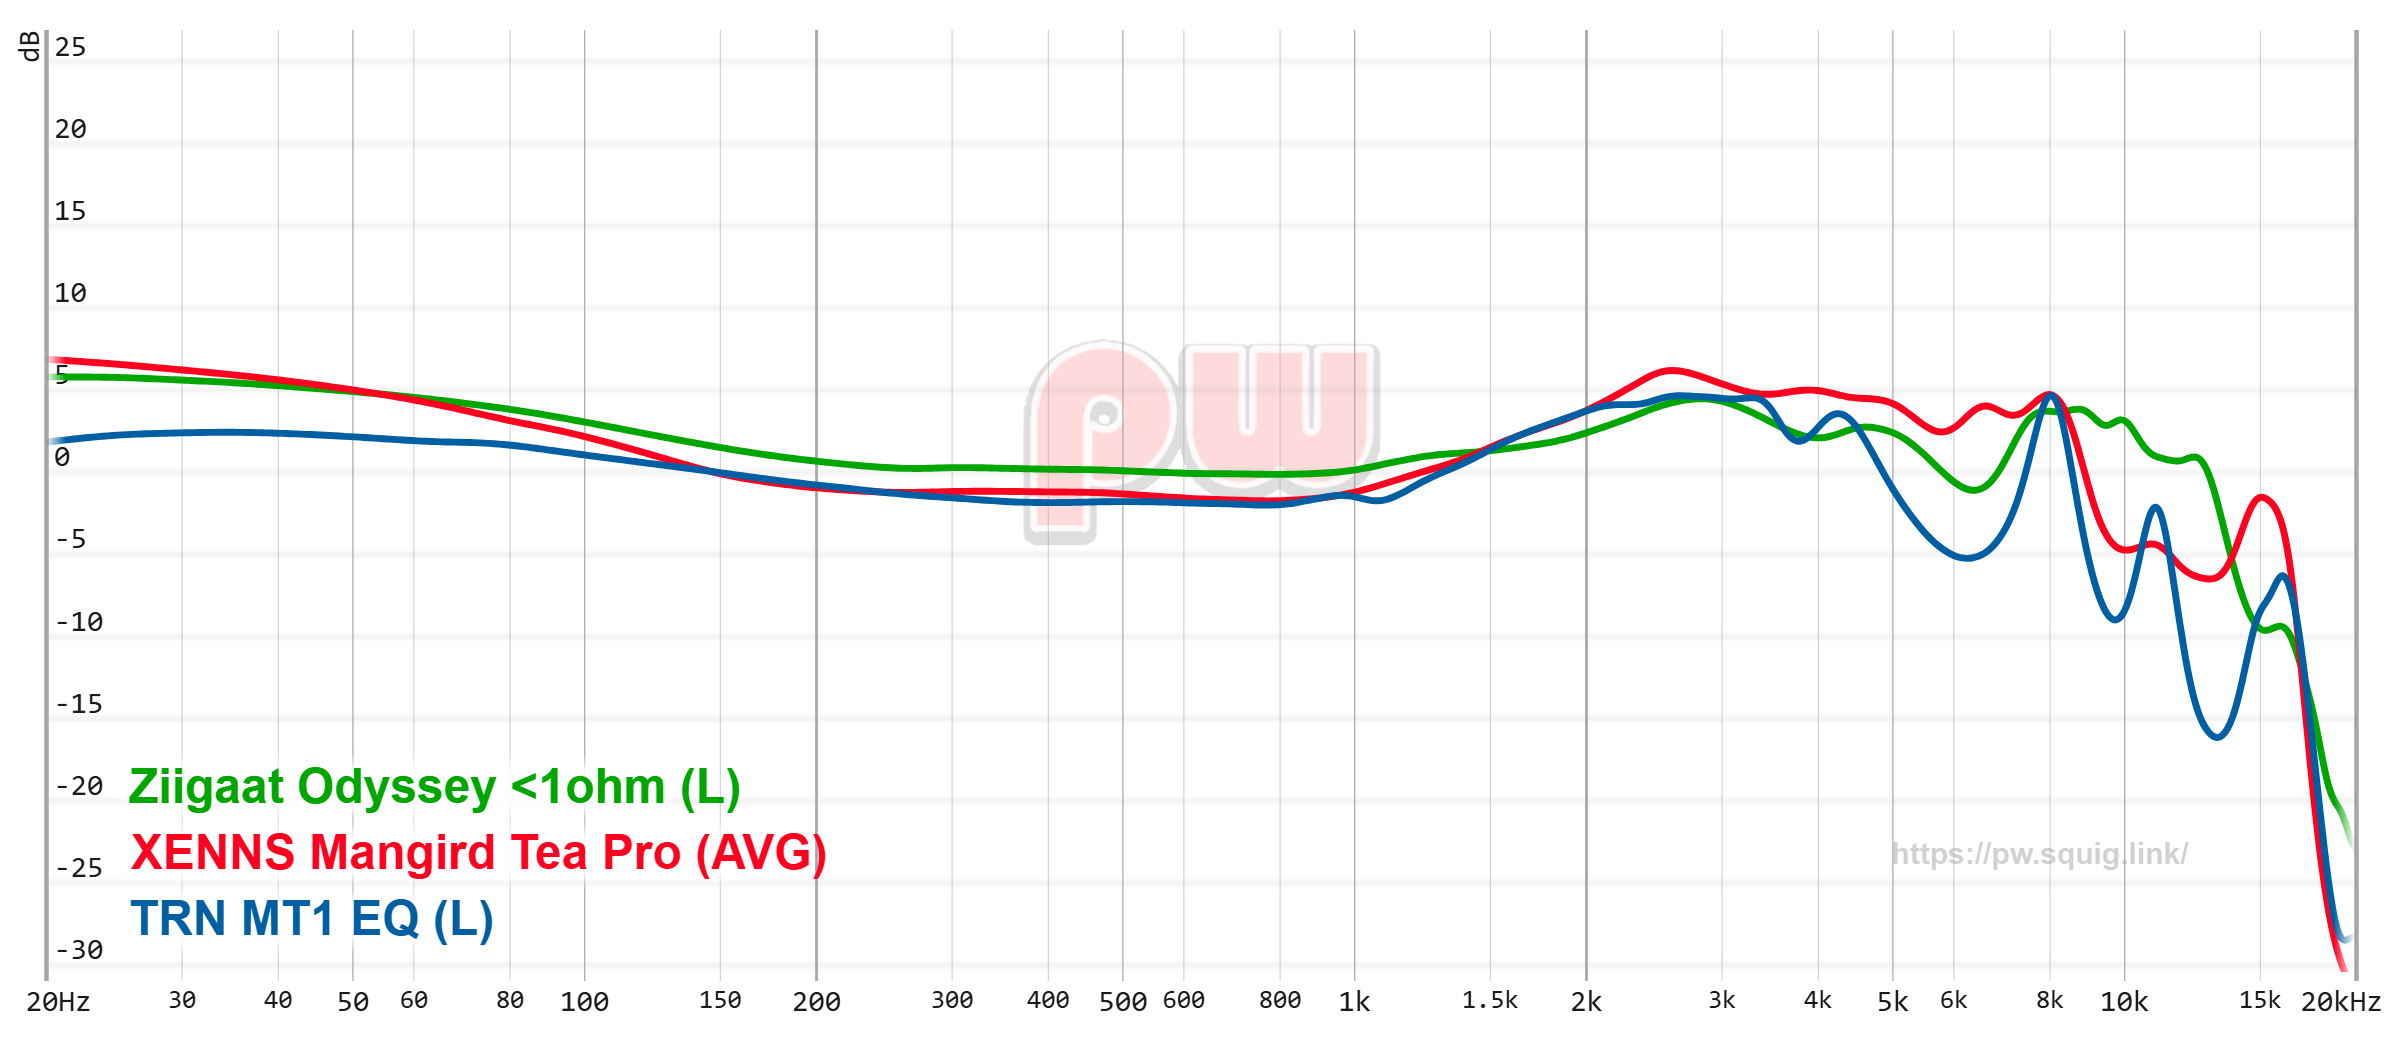 dB
25
20
15
10
5
0
-5
-10
-15
-20
-25
-30
pw
Ziigaat Odyssey <1ohm (L)
XENNS Mangird Tea Pro (AVG)
TRN MT1 EQ (L)
https://pw.squig.link/
20Hz 30 40 50 60 80 100 150 200 300 400 500 600 800 1k 1.5k 2k 3k 4k 5k 6k 8k 10k 15k 20kHz